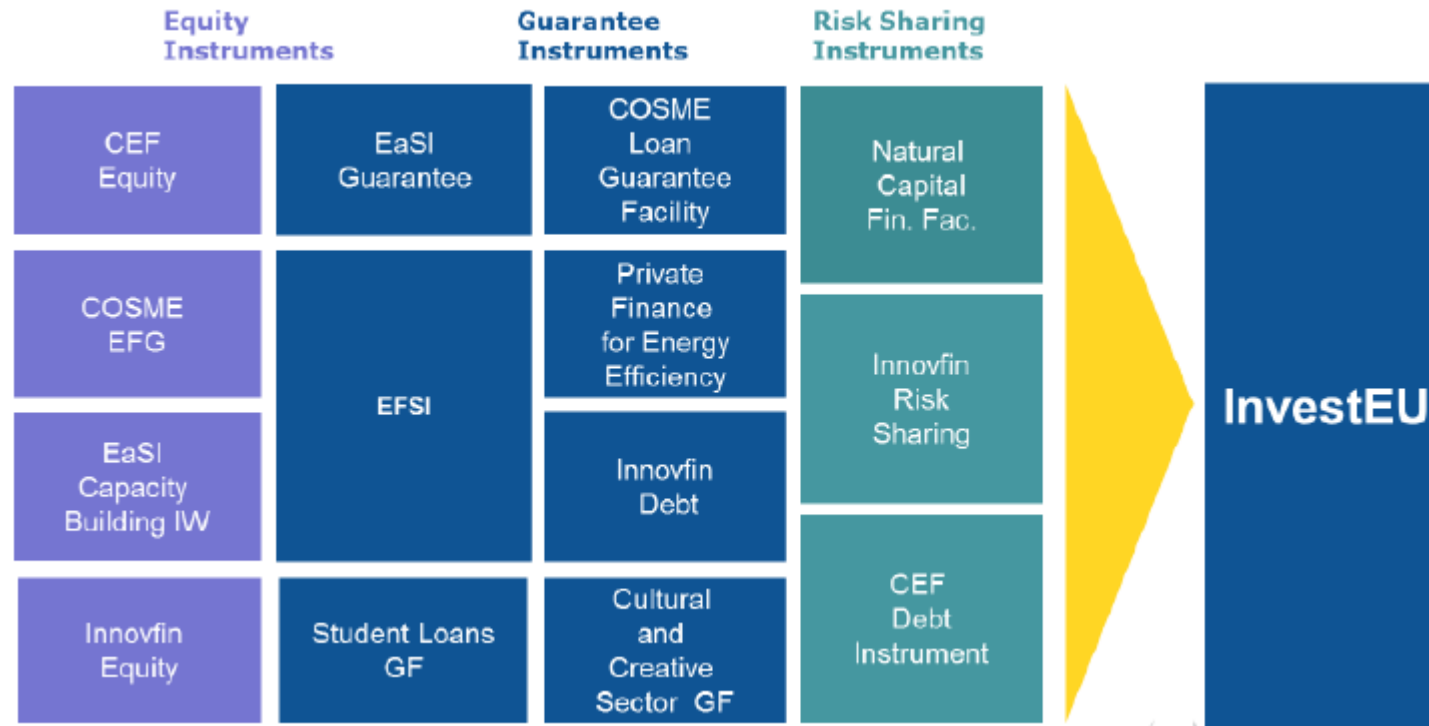 Equity
Instruments
Guarantee
Instruments
Risk Sharing
Instruments
CEF
Equity
COSME
EFG
EaSI
Capacity
Building IW
Innovfin
Equity
EaSI
Guarantee
EFSI
Student Loans
GF
COSME
Loan
Guarantee
Facility
Private
Finance
for Energy
Efficiency
Innovfin
Debt
Cultural
and
Creative
Sector GF
Natural
Capital
Fin. Fac.
Innovfin
Risk
Sharing
CEF
Debt
Instrument
InvestEU